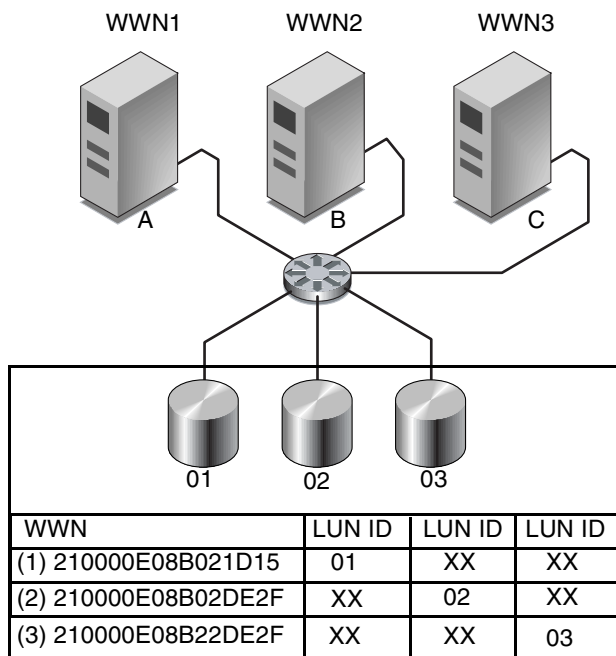 WWN1 WWN2 WWN3
A B C
01 02 03
WWN LUN ID LUN ID LUN ID
(1) 210000E08B021D15 01 XX XX
(2) 210000E08B02DE2F XX 02 XX
(3) 210000E08B22DE2F XX XX 03